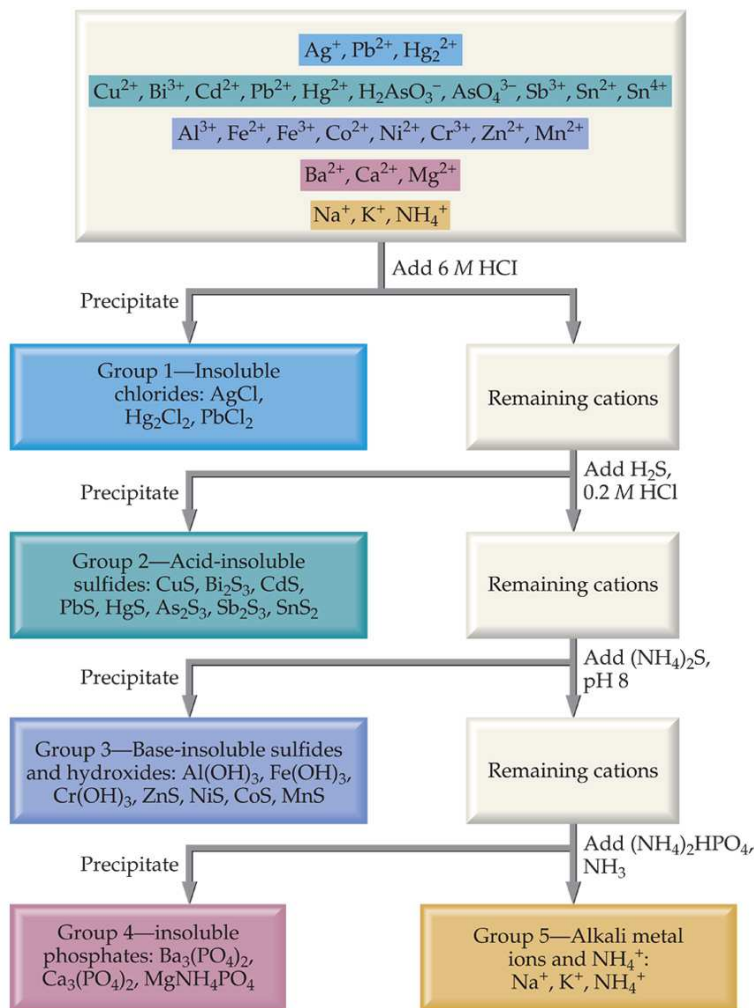 Ag⁺, Pb²⁺, Hg₂²⁺
Cu²⁺, Bi³⁺, Cd²⁺, Pb²⁺, Hg²⁺, H₂AsO₃⁻, AsO₄³⁻, Sb³⁺, Sn²⁺, Sn⁴⁺
Al³⁺, Fe²⁺, Fe³⁺, Co²⁺, Ni²⁺, Cr³⁺, Zn²⁺, Mn²⁺
Ba²⁺, Ca²⁺, Mg²⁺
Na⁺, K⁺, NH₄⁺
Add 6 M HCl
Precipitate
Group 1—Insoluble
chlorides: AgCl,
Hg₂Cl₂, PbCl₂
Remaining cations
Add H₂S,
0.2 M HCl
Precipitate
Group 2—Acid-insoluble
sulfides: CuS, Bi₂S₃, CdS,
PbS, HgS, As₂S₃, Sb₂S₃, SnS₂
Remaining cations
Add (NH₄)₂S,
pH 8
Precipitate
Group 3—Base-insoluble sulfides
and hydroxides: Al(OH)₃, Fe(OH)₃,
Cr(OH)₃, ZnS, NiS, CoS, MnS
Remaining cations
Add (NH₄)₂HPO₄,
NH₃
Precipitate
Group 4—insoluble
phosphates: Ba₃(PO₄)₂,
Ca₃(PO₄)₂, MgNH₄PO₄
Group 5—Alkali metal
ions and NH₄⁺:
Na⁺, K⁺, NH₄⁺